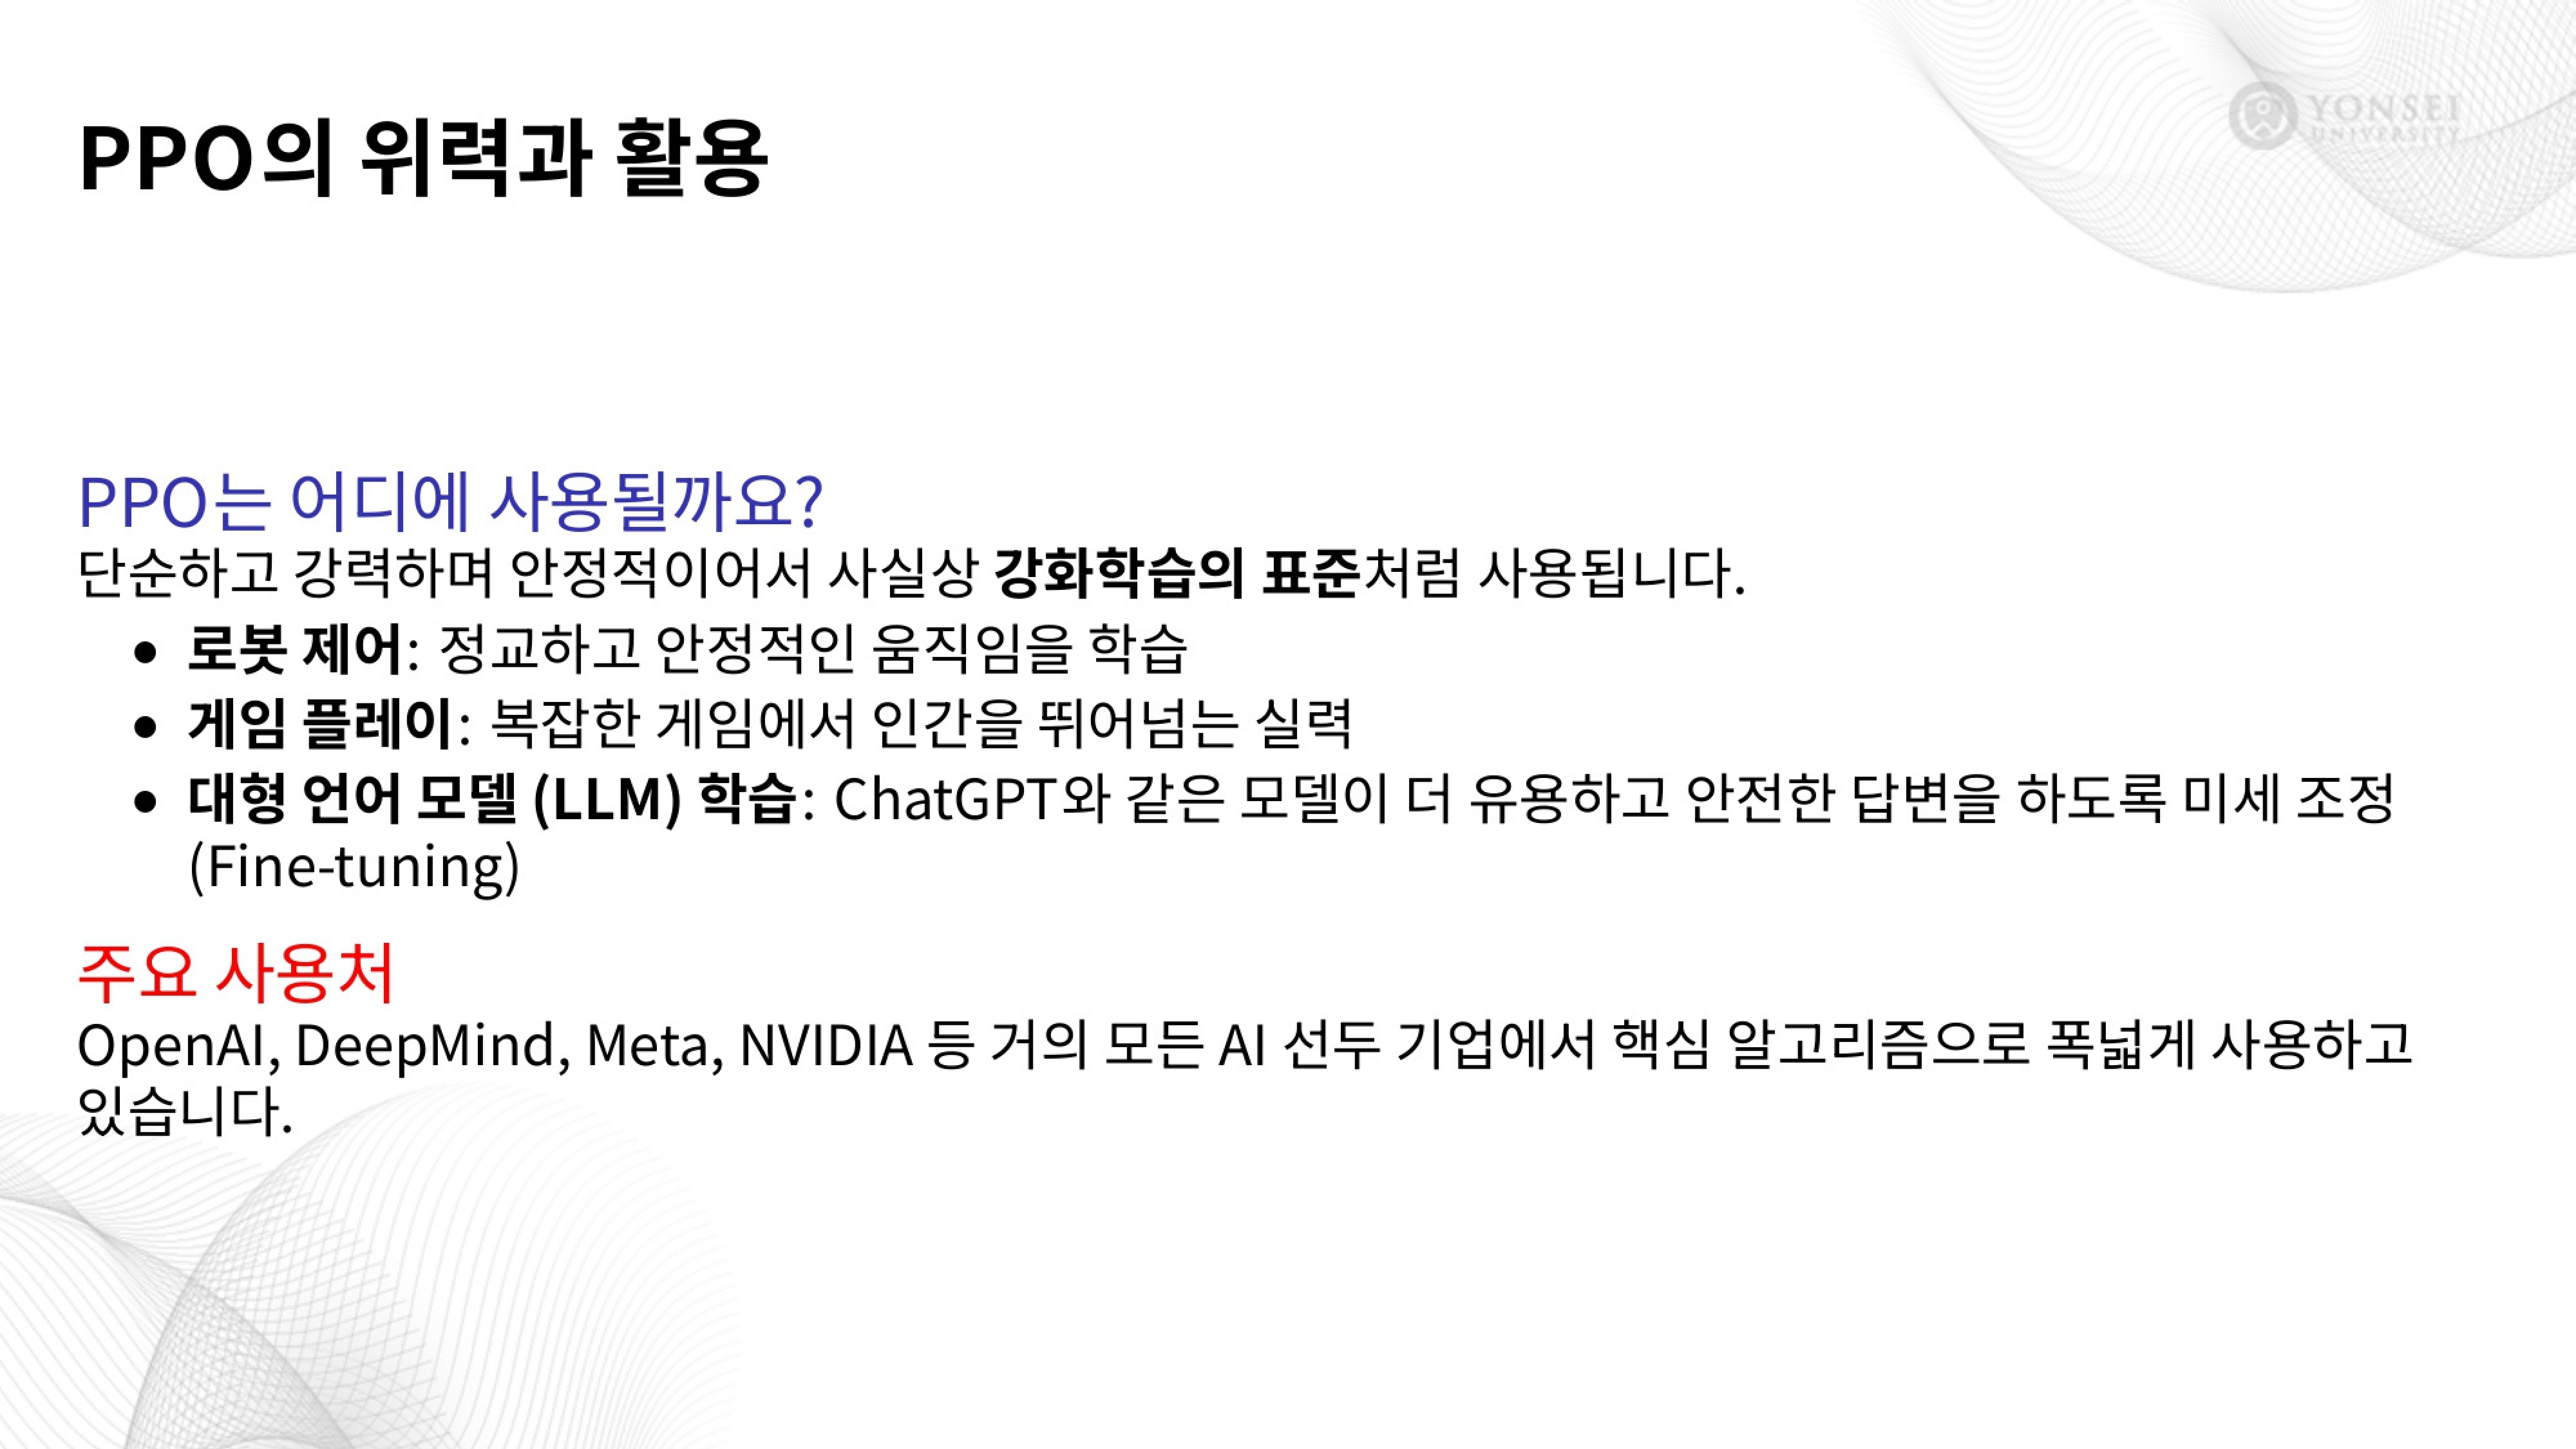 YONSEI
UNIVERSITY
PPO의 위력과 활용
PPO는 어디에 사용될까요?
단순하고 강력하며 안정적이어서 사실상 강화학습의 표준처럼 사용됩니다.
• 로봇 제어: 정교하고 안정적인 움직임을 학습
• 게임 플레이: 복잡한 게임에서 인간을 뛰어넘는 실력
• 대형 언어 모델 (LLM) 학습: ChatGPT와 같은 모델이 더 유용하고 안전한 답변을 하도록 미세 조정
(Fine-tuning)
주요 사용처
OpenAI, DeepMind, Meta, NVIDIA 등 거의 모든 AI 선두 기업에서 핵심 알고리즘으로 폭넓게 사용하고
있습니다.